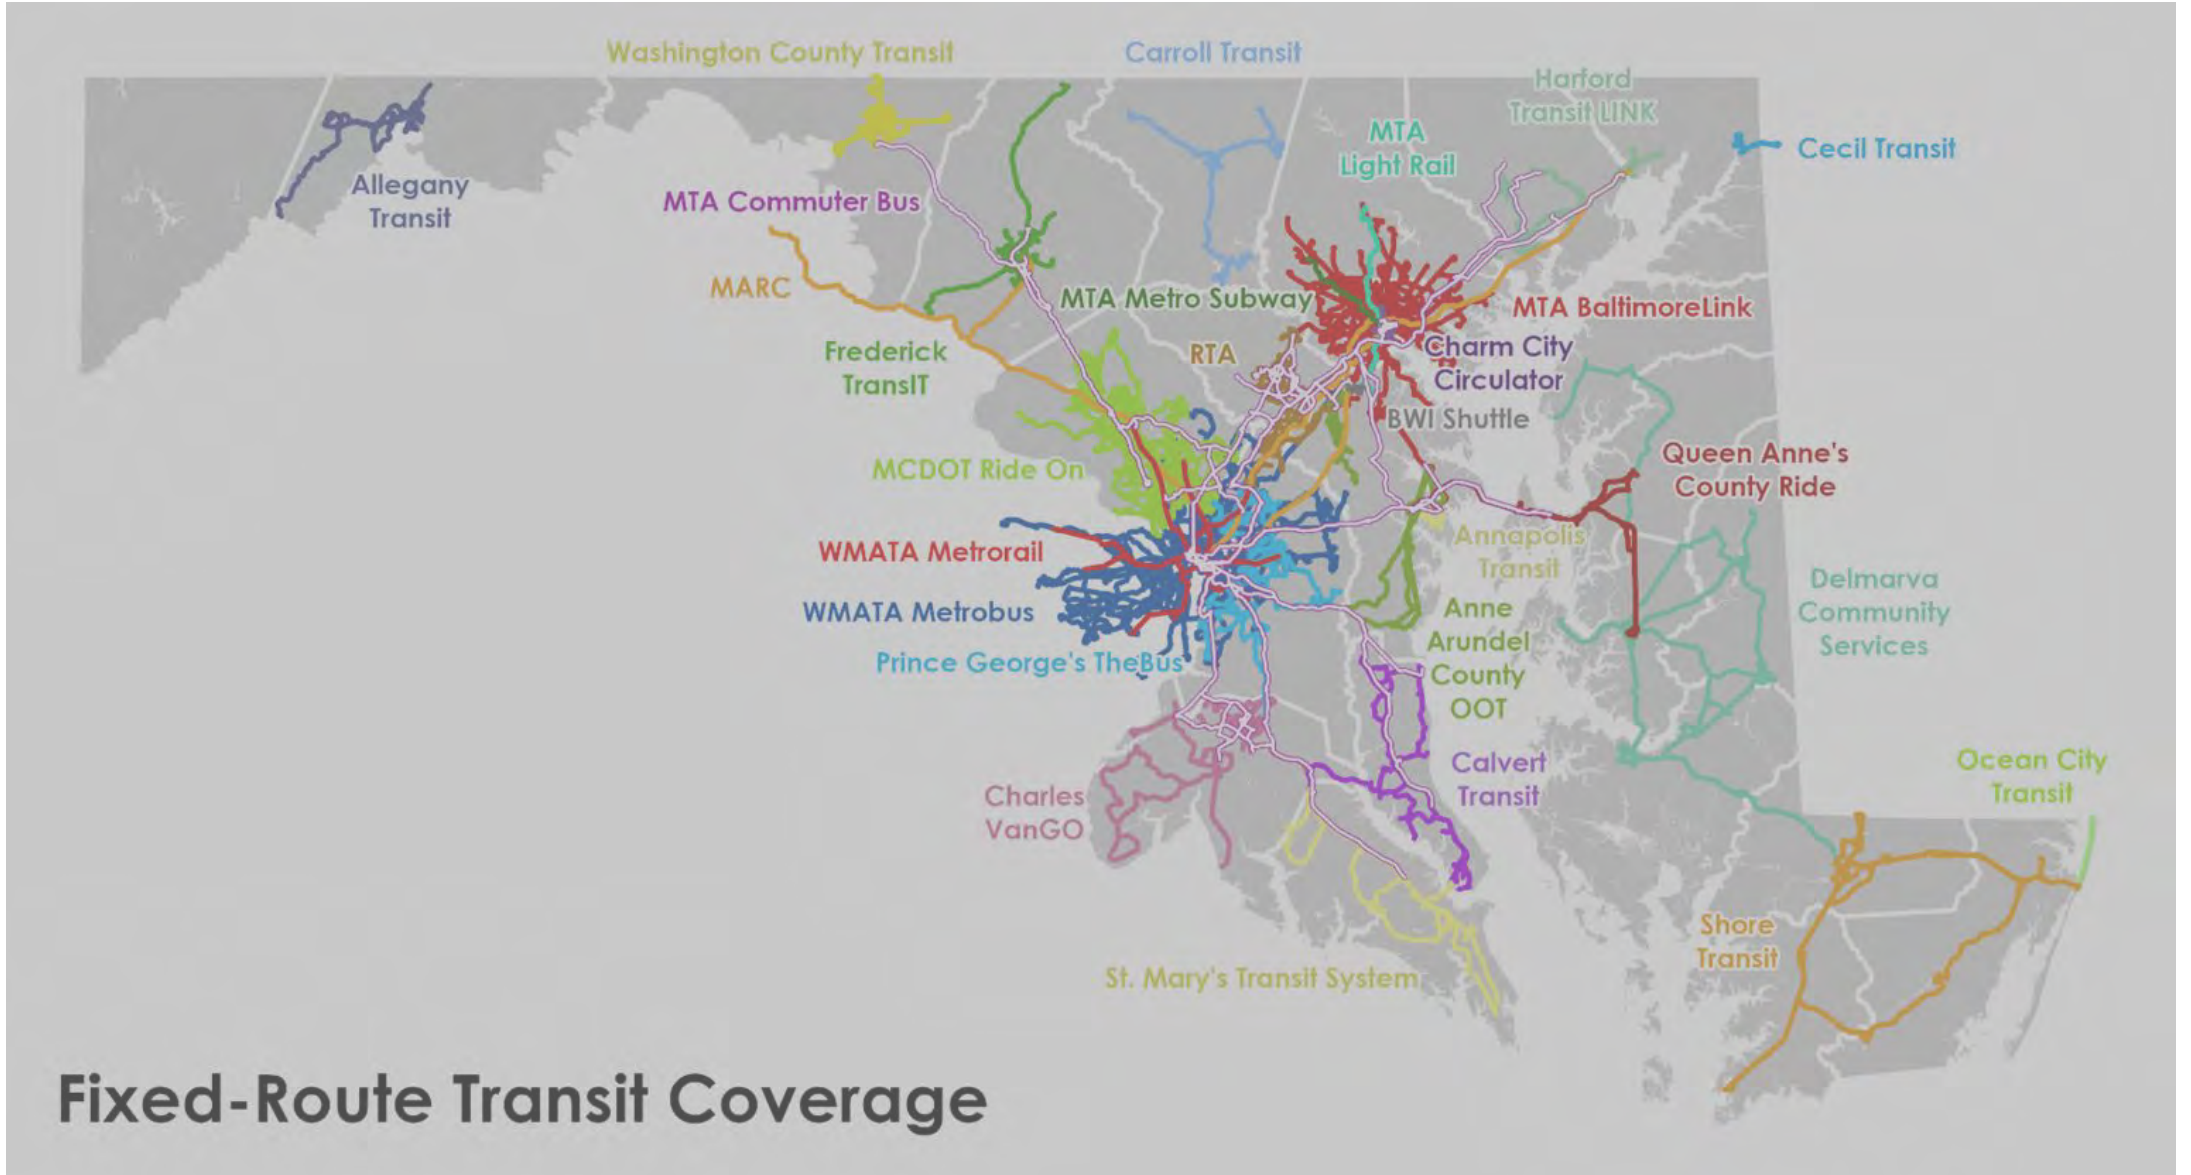 Washington County Transit
Carroll Transit
Harford
Transit LINK
MTA
Light Rail
Cecil Transit
Allegany
Transit
MTA Commuter Bus
MARC
MTA Metro Subway
MTA BaltimoreLink
Frederick
TransIT
RTA
Charm City
Circulator
BWI Shuttle
MCDOT Ride On
Queen Anne's
County Ride
WMATA Metrorail
Annapolis
Transit
WMATA Metrobus
Delmarva
Community
Services
Anne
Arundel
County
OOT
Prince George's TheBus
Calvert
Transit
Ocean City
Transit
Charles
VanGO
Shore
Transit
St. Mary's Transit System
Fixed-Route Transit Coverage